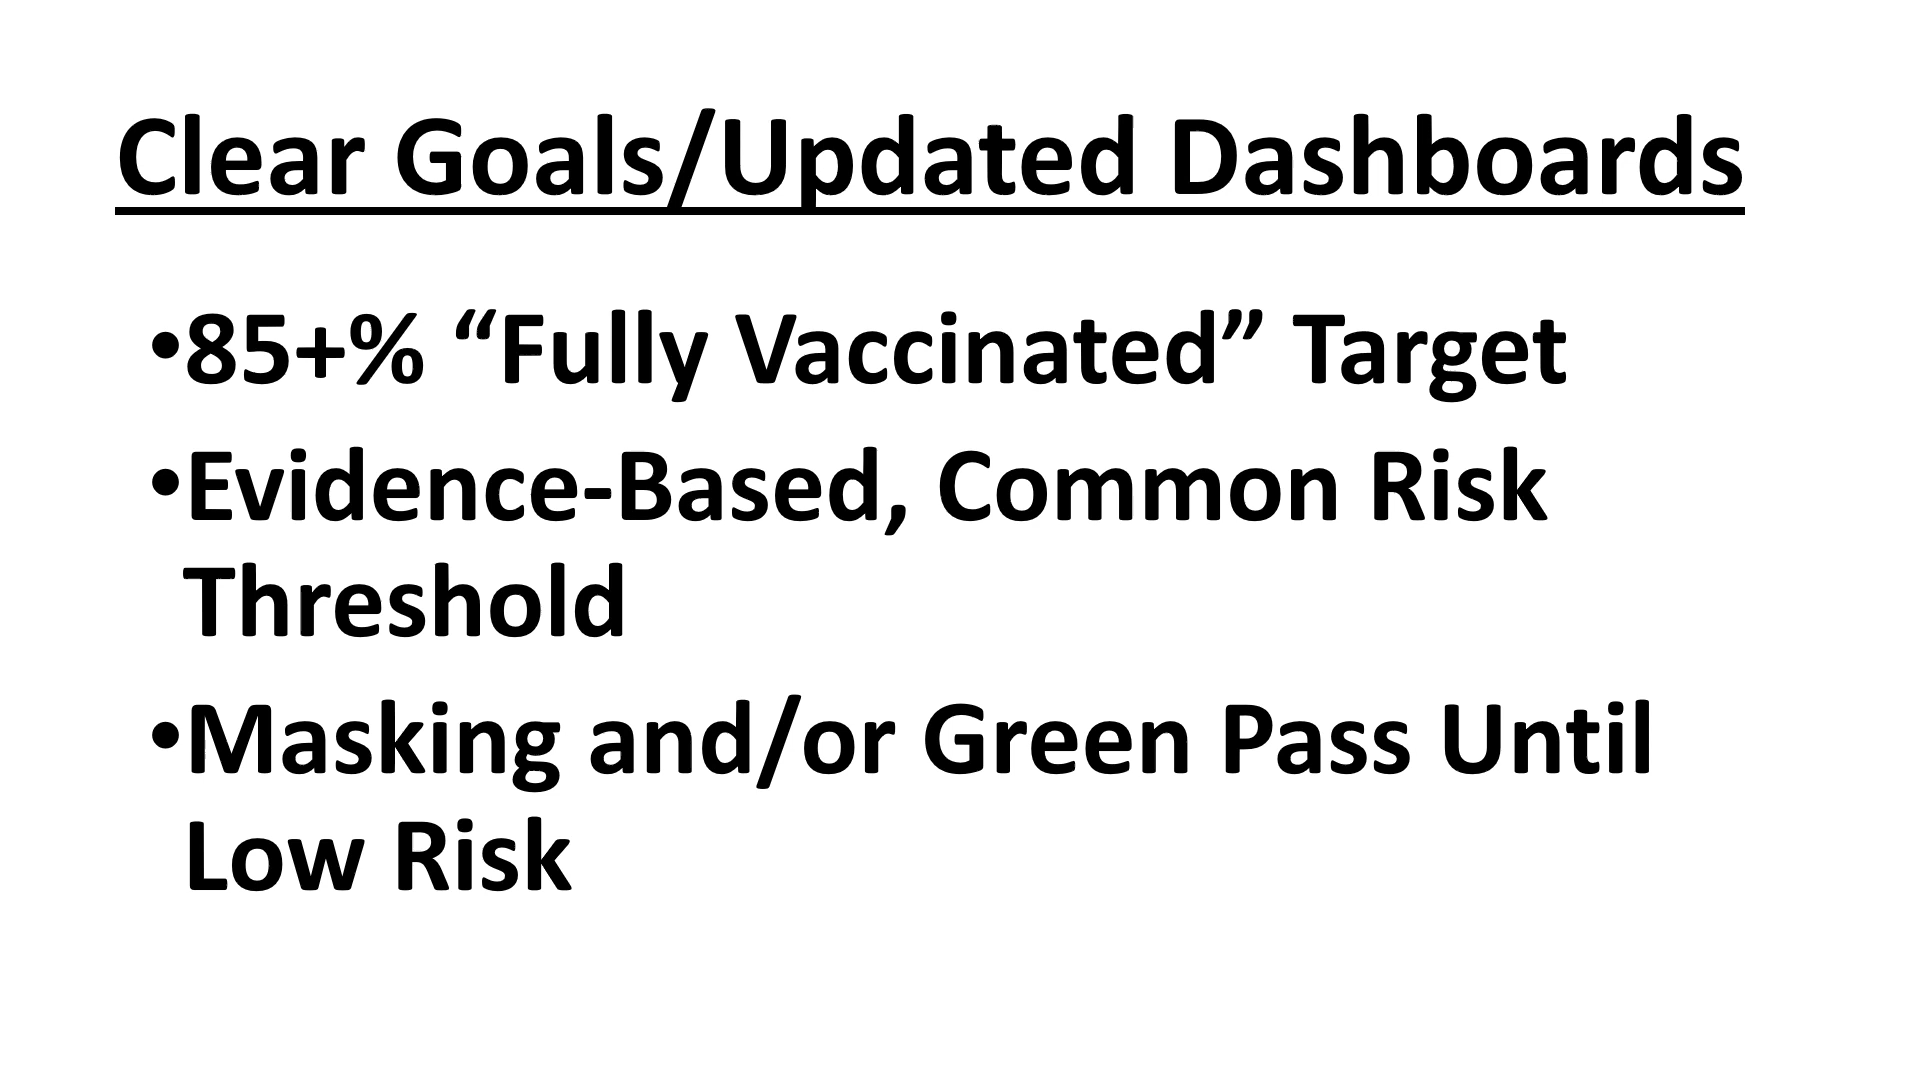 Clear Goals/Updated Dashboards
•85+% “Fully Vaccinated” Target
•Evidence-Based, Common Risk
Threshold
•Masking and/or Green Pass Until
Low Risk